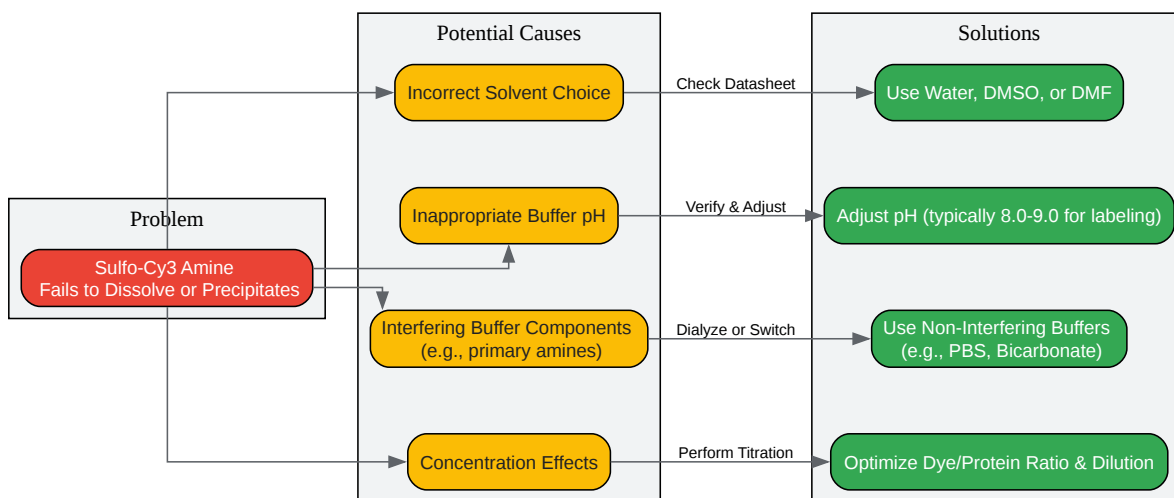 Potential Causes
Solutions
Incorrect Solvent Choice
Check Datasheet
Use Water, DMSO, or DMF
Problem
Inappropriate Buffer pH
Verify & Adjust
Adjust pH (typically 8.0-9.0 for labeling)
Sulfo-Cy3 Amine
Fails to Dissolve or Precipitates
Interfering Buffer Components
(e.g., primary amines)
Dialyze or Switch
Use Non-Interfering Buffers
(e.g., PBS, Bicarbonate)
Concentration Effects
Perform Titration
Optimize Dye/Protein Ratio & Dilution